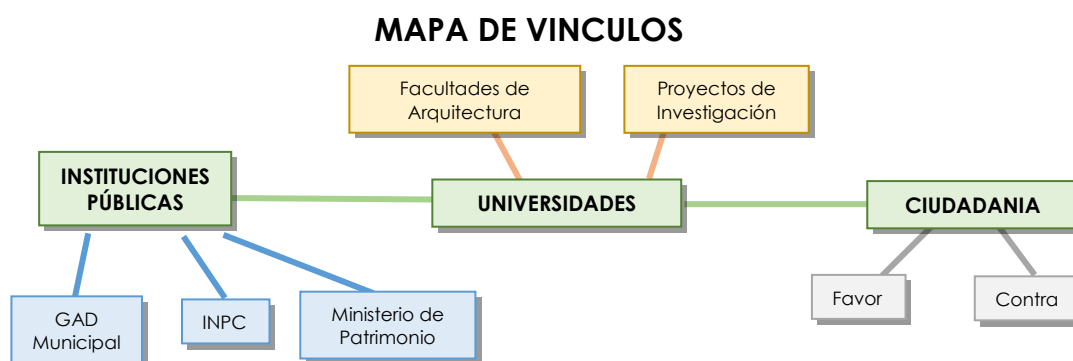 MAPA DE VINCULOS
Facultades de
Arquitectura
Proyectos de
Investigación
INSTITUCIONES
PÚBLICAS
UNIVERSIDADES
CIUDADANIA
GAD
Municipal
INPC
Ministerio de
Patrimonio
Favor
Contra